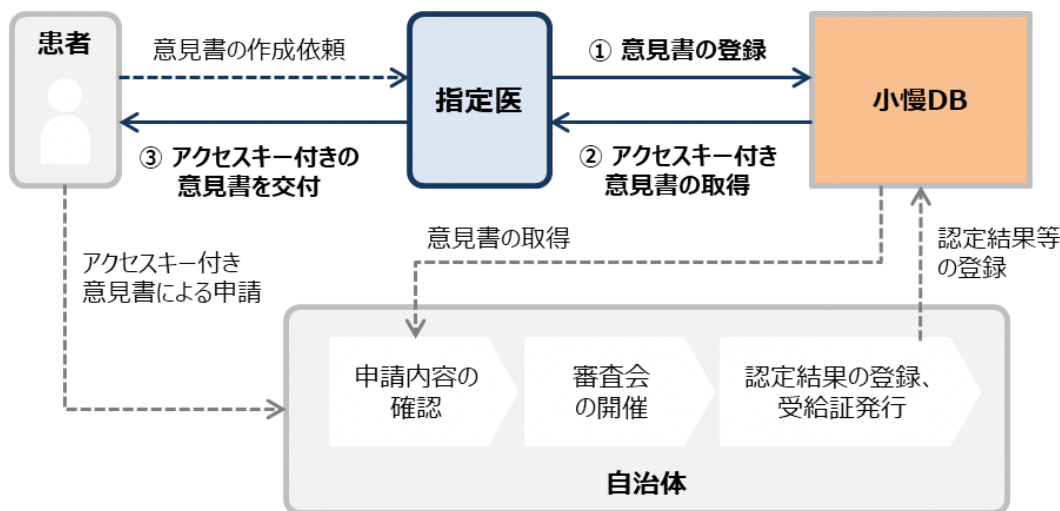 患者
意見書の作成依頼
指定医
① 意見書の登録
小慢DB
③ アクセスキー付きの
意見書を交付
② アクセスキー付き
意見書の取得
アクセスキー付き
意見書による申請
意見書の取得
認定結果等
の登録
申請内容の
確認
審査会
の開催
認定結果の登録、
受給証発行
自治体